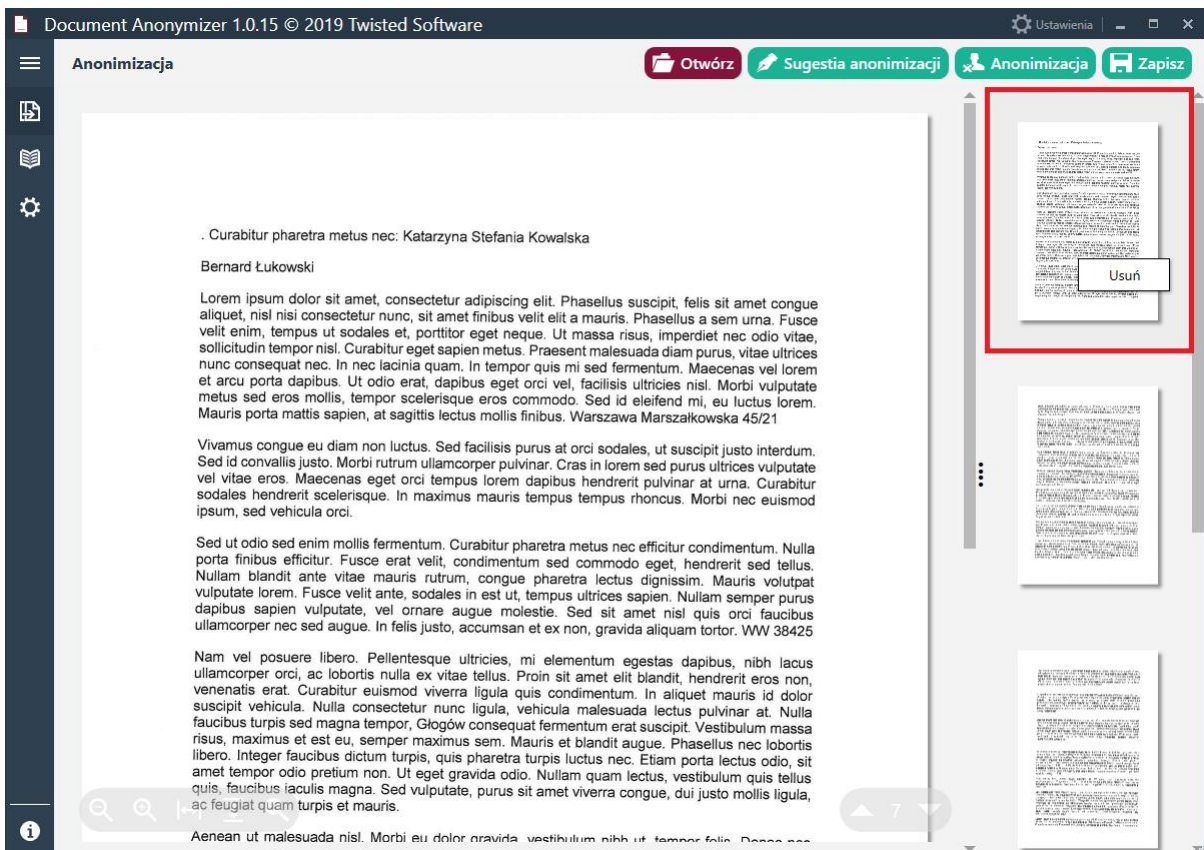 Document Anonymizer 1.0.15 © 2019 Twisted Software
Ustawienia
Anonimizacja
Otwórz
Sugestia anonimizacji
Anonimizacja
Zapisz
. Curabitur pharetra metus nec: Katarzyna Stefania Kowalska
Bernard Łukowski
Lorem ipsum dolor sit amet, consectetur adipiscing elit. Phasellus suscipit, felis sit amet congue
aliquet, nisl nisi consectetur nunc, sit amet finibus velit elit a mauris. Phasellus a sem urna. Fusce
velit enim, tempus ut sodales et, porttitor eget neque. Ut massa risus, imperdiet nec odio vitae,
sollicitudin tempor nisl. Curabitur eget sapien metus. Praesent malesuada diam purus, vitae ultrices
nunc consequat nec. In nec lacinia quam. In tempor quis mi sed fermentum. Maecenas vel lorem
et arcu porta dapibus. Ut odio erat, dapibus eget orci vel, facilisis ultricies nisl. Morbi vulputate
metus sed eros mollis, tempor scelerisque eros commodo. Sed id eleifend mi, eu luctus lorem.
Mauris porta mattis sapien, at sagittis lectus mollis finibus. Warszawa Marszałkowska 45/21
Vivamus congue eu diam non luctus. Sed facilisis purus at orci sodales, ut suscipit justo interdum.
Sed id convallis justo. Morbi rutrum ullamcorper pulvinar. Cras in lorem sed purus ultrices vulputate
vel vitae eros. Maecenas eget orci tempus lorem dapibus hendrerit pulvinar at urna. Curabitur
sodales hendrerit scelerisque. In maximus mauris tempus tempus rhoncus. Morbi nec euismod
ipsum, sed vehicula orci.
Sed ut odio sed enim mollis fermentum. Curabitur pharetra metus nec efficitur condimentum. Nulla
porta finibus efficitur. Fusce erat velit, condimentum sed commodo eget, hendrerit sed tellus.
Nullam blandit ante vitae mauris rutrum, congue pharetra lectus dignissim. Mauris volutpat
vulputate lorem. Fusce velit ante, sodales in est ut, tempus ultrices sapien. Nullam semper purus
dapibus sapien vulputate, vel ornare augue molestie. Sed sit amet nisl quis orci faucibus
ullamcorper nec sed augue. In felis justo, accumsan et ex non, gravida aliquam tortor. WW 38425
Nam vel posuere libero. Pellentesque ultricies, mi elementum egestas dapibus, nibh lacus
ullamcorper orci, ac lobortis nulla ex vitae tellus. Proin sit amet elit blandit, hendrerit eros non,
venenatis erat. Curabitur euismod viverra ligula quis condimentum. In aliquet mauris id dolor
suscipit vehicula. Nulla consectetur nunc ligula, vehicula malesuada lectus pulvinar at. Nulla
faucibus turpis sed magna tempor, Głogów consequat fermentum erat suscipit. Vestibulum massa
risus, maximus et est eu, semper maximus sem. Mauris et blandit augue. Phasellus nec lobortis
libero. Integer faucibus dictum turpis, quis pharetra turpis luctus nec. Etiam porta lectus odio, sit
amet tempor odio pretium non. Ut eget gravida odio. Nullam quam lectus, vestibulum quis tellus
quis, faucibus iaculis magna. Sed vulputate, purus sit amet viverra congue, dui justo mollis ligula,
ac feugiat quam turpis et mauris.
Aenean ut malesuada nisl. Morbi eu dolor gravida, vestibulum nibh ut, tempor felis. Donec nec
7
Usuń